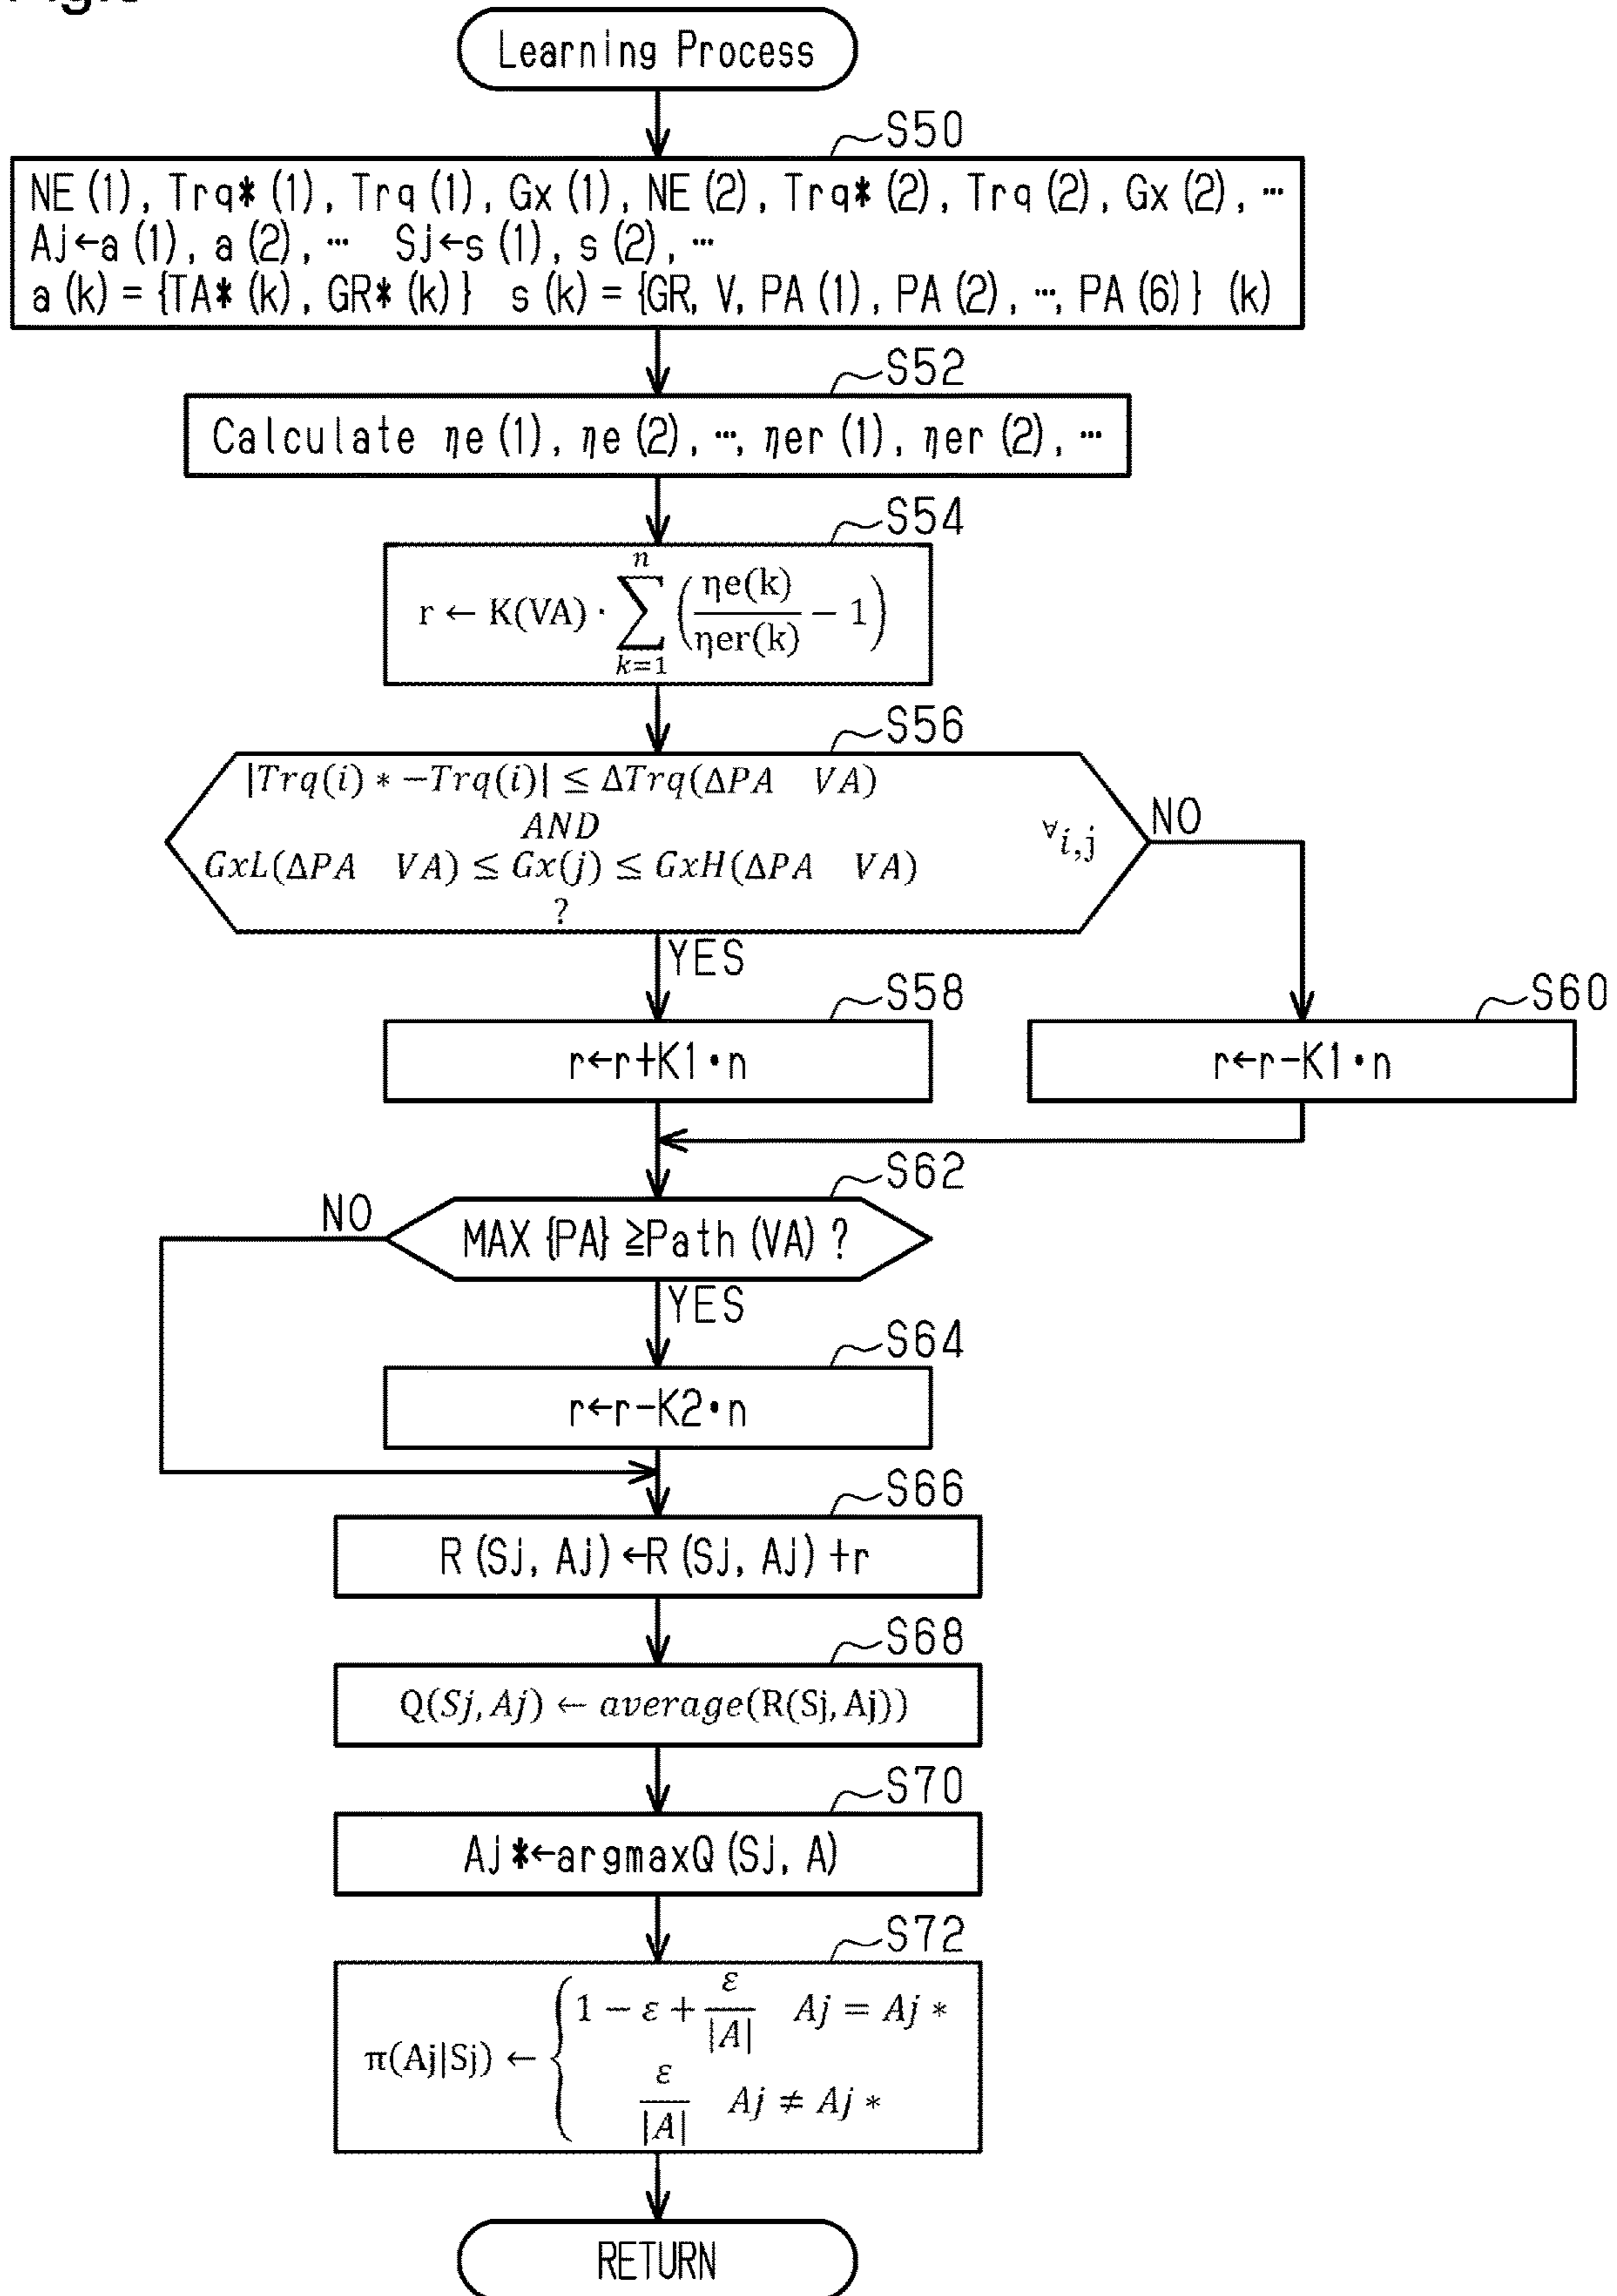 Learning Process
S50
NE(1), Trq*(1), Trq(1), Gx(1), NE(2), Trq*(2), Trq(2), Gx(2), …
Aj←a(1), a(2), … Sj←s(1), s(2), …
a(k) = {TA*(k), GR*(k)} s(k) = {GR, V, PA(1), PA(2), …, PA(6)} (k)
S52
Calculate ηe(1), ηe(2), …, ηer(1), ηer(2), …
S54
r ← K(VA) · ∑_{k=1}^{n} (ηe(k)/ηer(k) − 1)
S56
|Trq(i) * −Trq(i)| ≤ ΔTrq(ΔPA VA)
AND
∀i,j
GxL(ΔPA VA) ≦ Gx(j) ≦ GxH(ΔPA VA)
?
NO
YES
S58
r←r+K1・n
S60
r←r−K1・n
S62
MAX {PA} ≧Path (VA) ?
NO
YES
S64
r←r−K2・n
S66
R(Sj, Aj)←R(Sj, Aj)+r
S68
Q(Sj, Aj) ← average(R(Sj, Aj))
S70
Aj*←argmaxQ(Sj, A)
S72
π(Aj|Sj) ← { 1 − ε + ε/|A| Aj = Aj *
ε/|A| Aj ≠ Aj *
RETURN